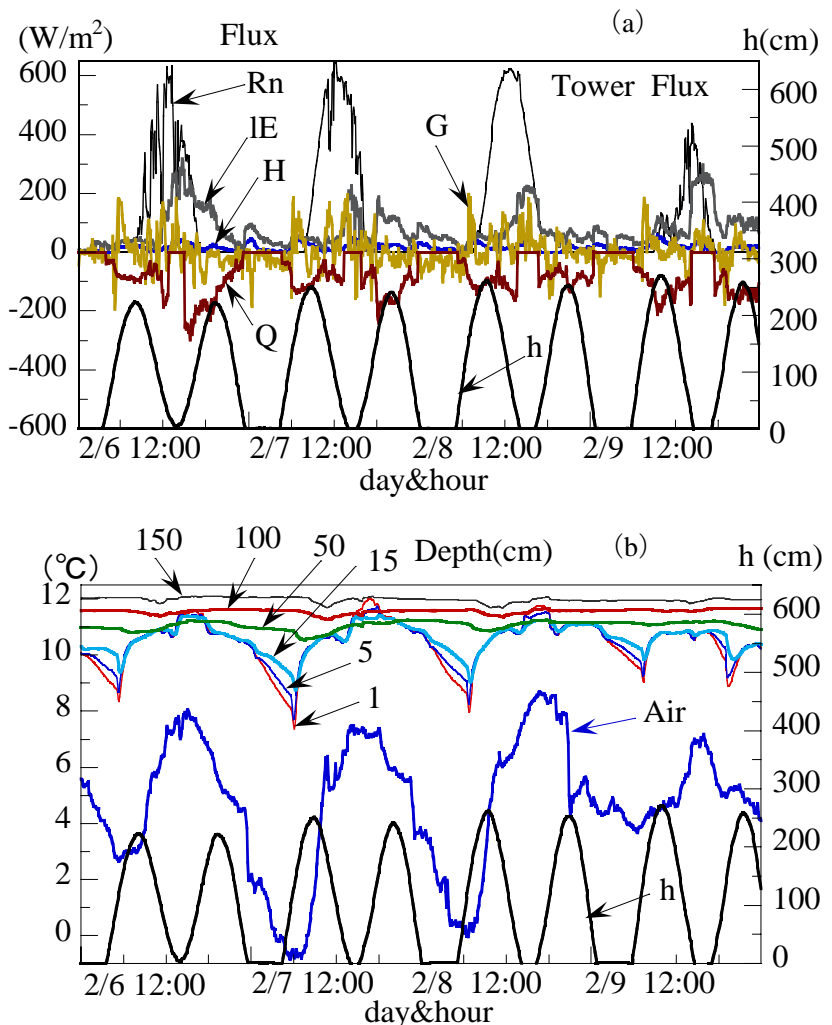 (W/m²) Flux (a) h(cm)
600 Rn Tower Flux 600
500
400 lE G 400
H
200
300
0
200
-200 Q
h
-400 100
-600 0
2/6 12:00 2/7 12:00 2/8 12:00 2/9 12:00
day&hour
(℃) 150 100 50 15 Depth(cm) (b) h (cm)
12 600
10 500
5
8 1 Air 400
6 300
4 200
2 h 100
0 0
2/6 12:00 2/7 12:00 2/8 12:00 2/9 12:00
day&hour